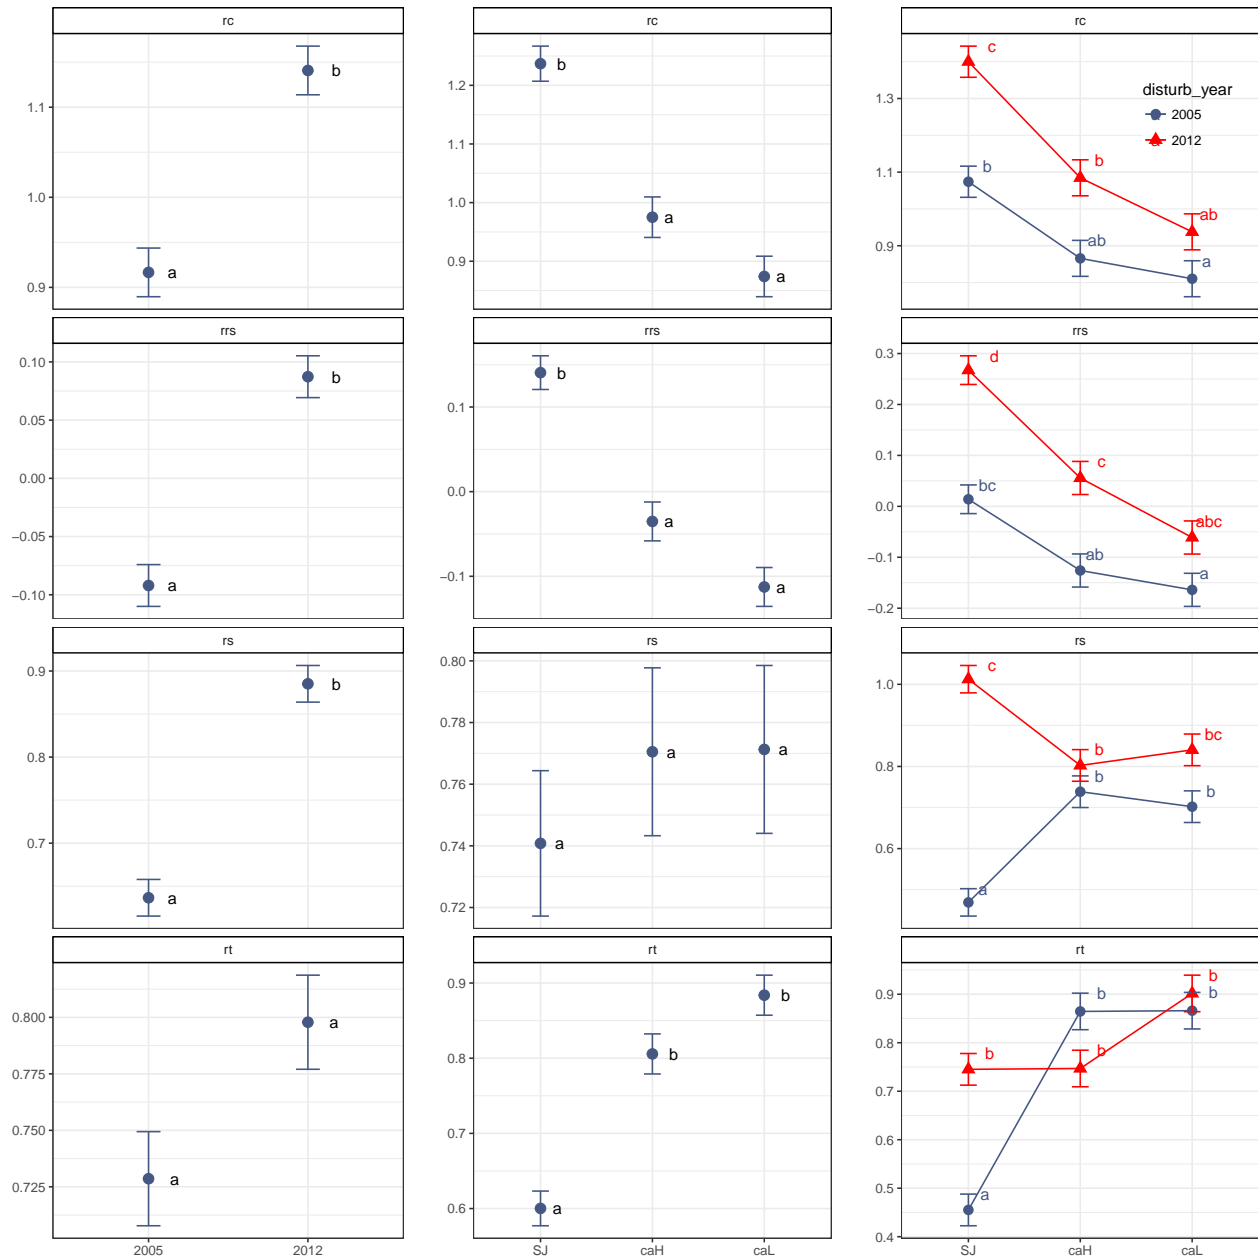 rc
rc
rc
1.1
1.0
0.9
b
a
1.2
1.1
1.0
0.9
b
a
a
1.3
1.1
0.9
c
b
ab
b
ab
a
disturb_year
2005
2012
a
rrs
rrs
rrs
0.10
0.05
0.00
−0.05
−0.10
b
a
0.1
0.0
−0.1
b
a
a
0.3
0.2
0.1
0.0
−0.1
−0.2
d
c
abc
bc
ab
a
rs
rs
rs
0.9
0.8
0.7
b
a
0.80
0.78
0.76
0.74
0.72
a
a
a
1.0
0.8
0.6
c
b
bc
a
b
b
rt
rt
rt
0.800
0.775
0.750
0.725
a
a
0.9
0.8
0.7
0.6
a
b
b
0.9
0.8
0.7
0.6
0.5
0.4
b
b
b
a
b
b
2005
2012
SJ
caH
caL
SJ
caH
caL